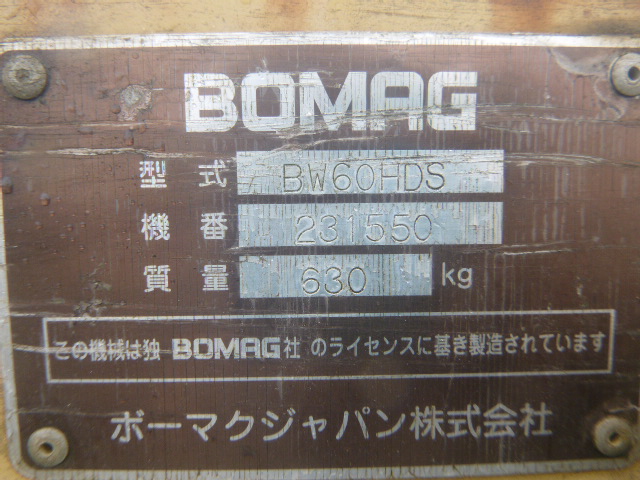 BOMAG
型式 BW60HDS
機番 231550
質量 630 kg
この機械は独 BOMAG社 のライセンスに基き製造されています
ボーマクジャパン株式会社